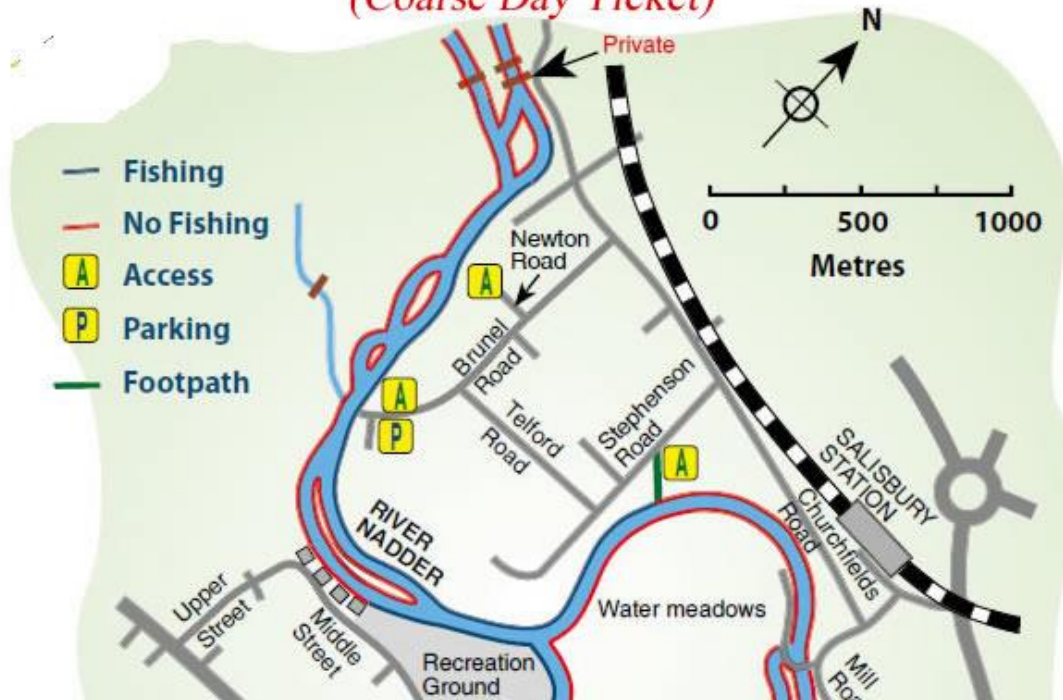 (Coarse Day Ticket)
N
Private
Fishing
No Fishing
A Access
P Parking
Footpath
0 500 1000
Metres
Newton
Road
A
Brunel
Road
A
P
Telford
Road
Stephenson
Road
A
SALISBURY
STATION
Churchfields
Road
RIVER
NADDER
Upper
Street
Middle
Street
Water meadows
Recreation
Ground
Mill